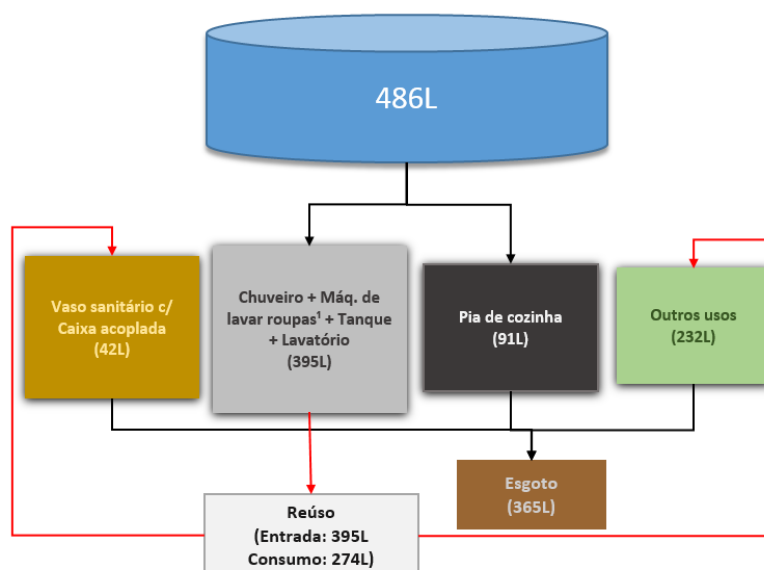 486L
Vaso sanitário c/
Caixa acoplada
(42L)
Chuveiro + Máq. de
lavar roupas¹ + Tanque
+ Lavatório
(395L)
Pia de cozinha
(91L)
Outros usos
(232L)
Esgoto
(365L)
Reúso
(Entrada: 395L
Consumo: 274L)